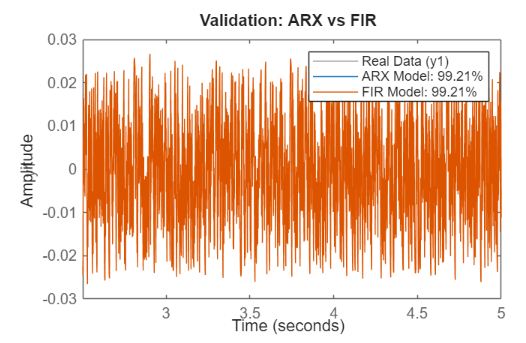 Validation: ARX vs FIR
0.03
0.02
0.01
0
-0.01
-0.02
-0.03
Amplitude
Real Data (y1)
ARX Model: 99.21%
FIR Model: 99.21%
3
3.5
4
4.5
5
Time (seconds)